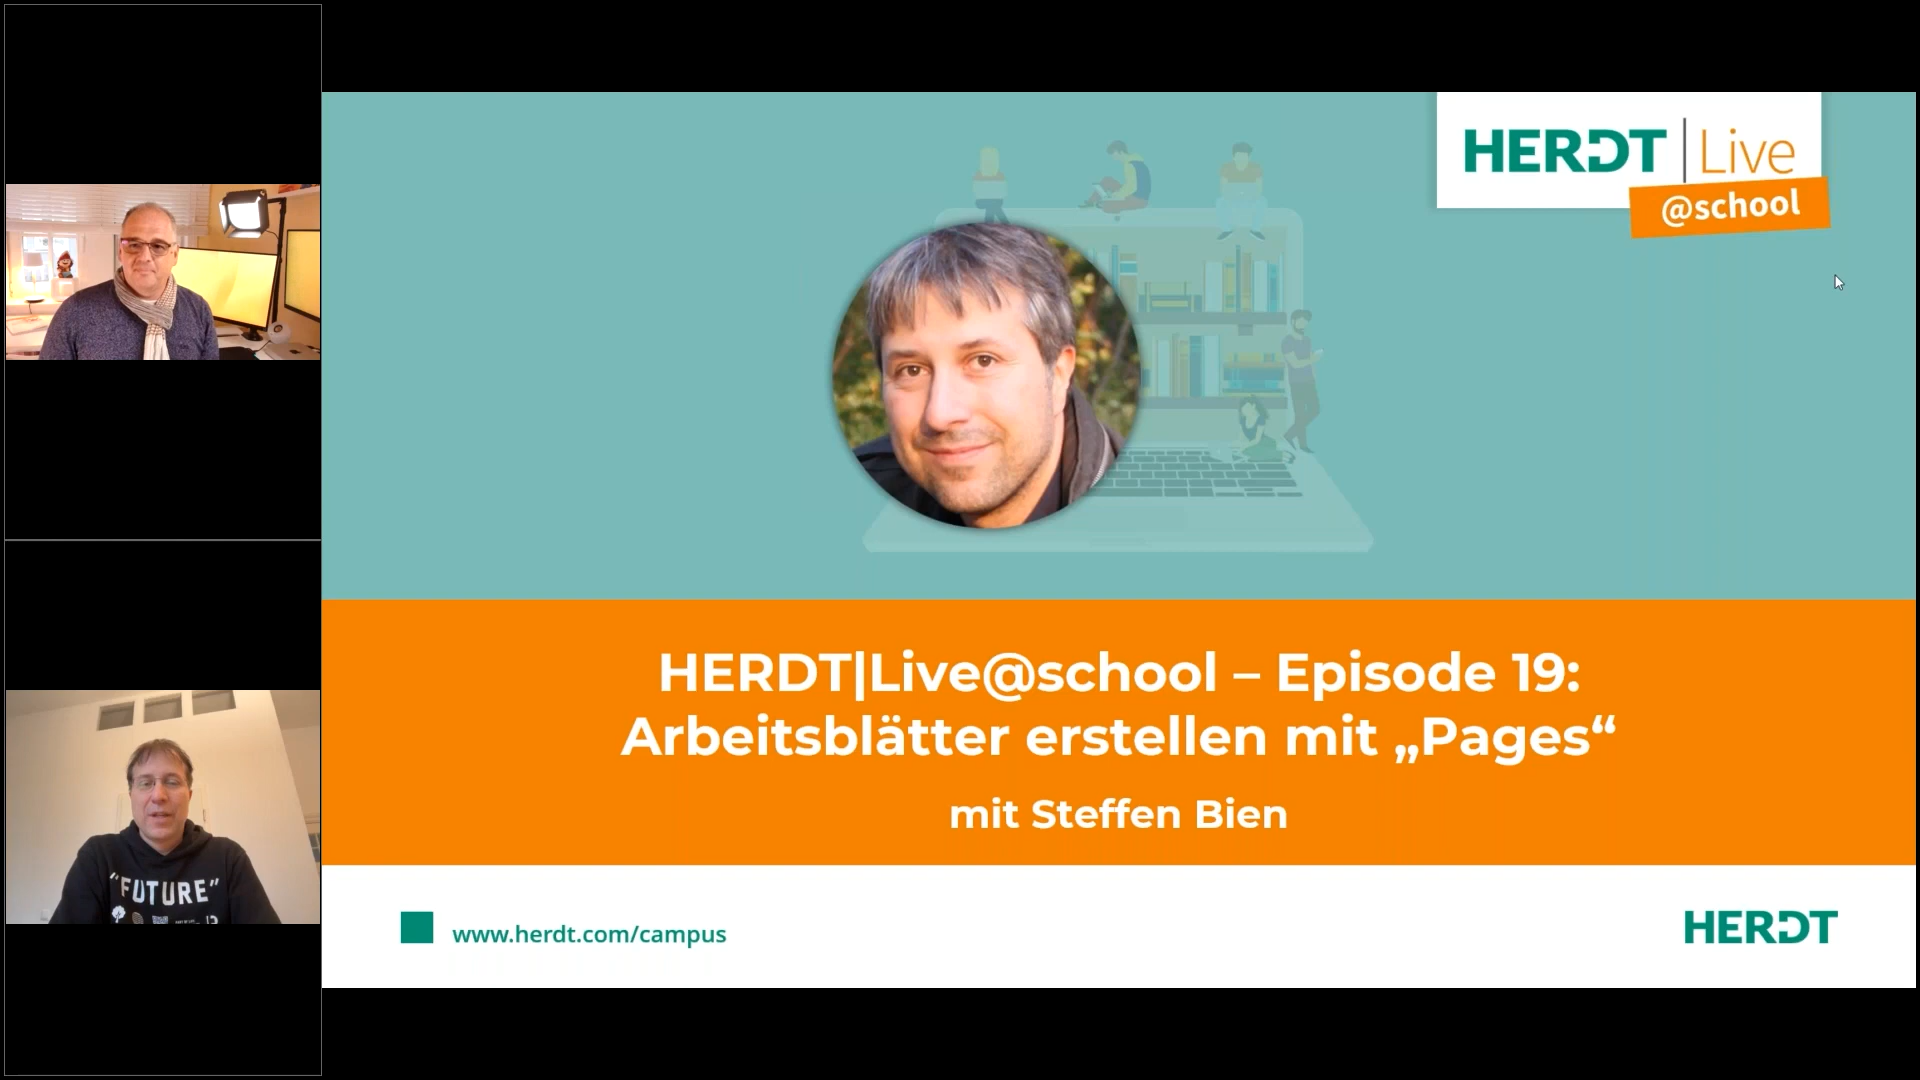 HERDT | Live
@school
HERDT|Live@school – Episode 19:
Arbeitsblätter erstellen mit „Pages“
mit Steffen Bien
www.herdt.com/campus
HERDT
"FUTURE"